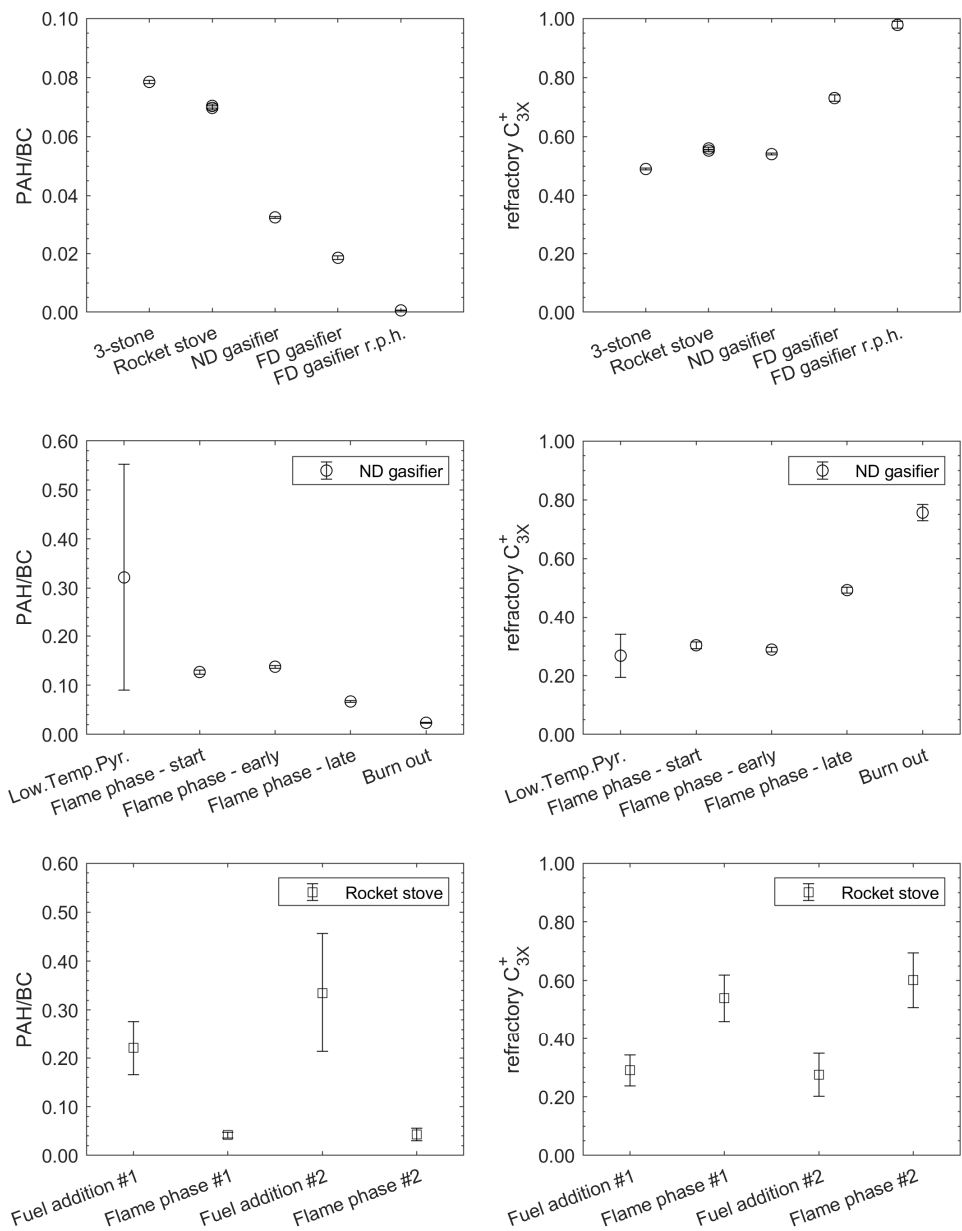 PAH/BC
0.10
0.08
0.06
0.04
0.02
0.00
3-stone
Rocket stove
ND gasifier
FD gasifier
FD gasifier r.p.h.
refractory C+3X
1.00
0.80
0.60
0.40
0.20
0.00
3-stone
Rocket stove
ND gasifier
FD gasifier
FD gasifier r.p.h.
PAH/BC
0.60
0.50
0.40
0.30
0.20
0.10
0.00
ND gasifier
Low.Temp.Pyr.
Flame phase - start
Flame phase - early
Flame phase - late
Burn out
refractory C+3X
1.00
0.80
0.60
0.40
0.20
0.00
ND gasifier
Low.Temp.Pyr.
Flame phase - start
Flame phase - early
Flame phase - late
Burn out
PAH/BC
0.60
0.50
0.40
0.30
0.20
0.10
0.00
Rocket stove
Fuel addition #1
Flame phase #1
Fuel addition #2
Flame phase #2
refractory C+3X
1.00
0.80
0.60
0.40
0.20
0.00
Rocket stove
Fuel addition #1
Flame phase #1
Fuel addition #2
Flame phase #2